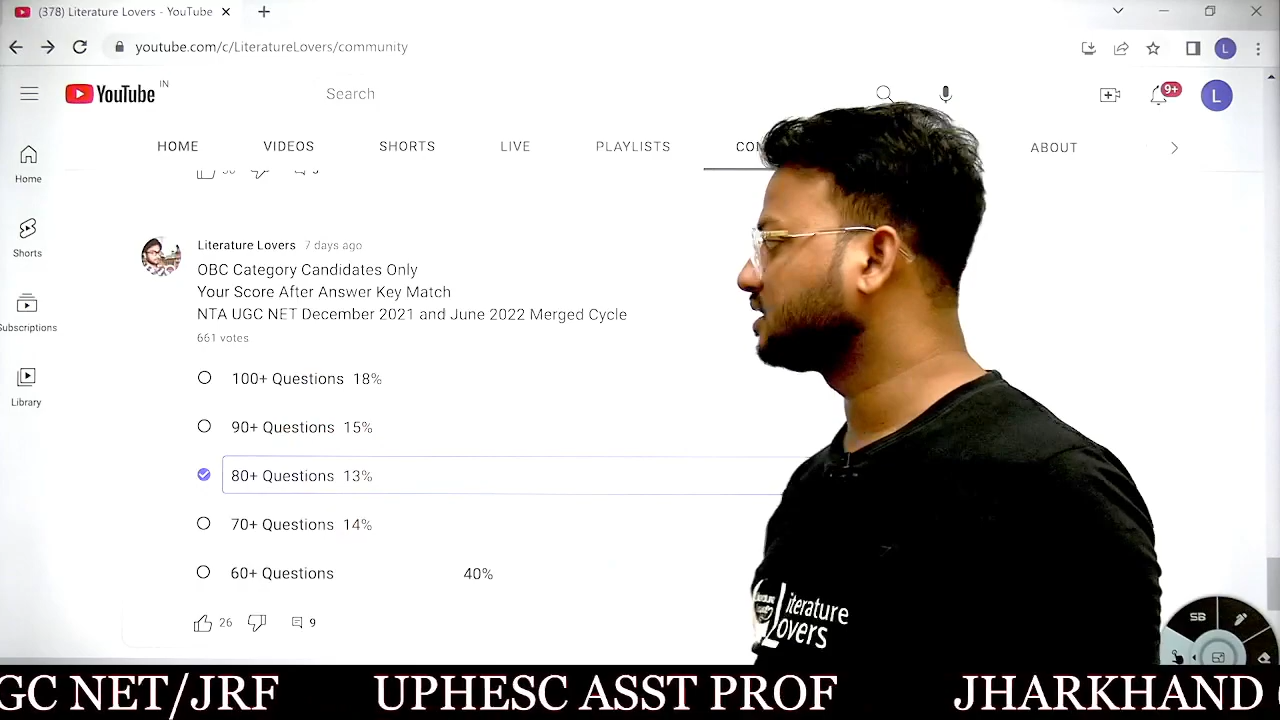 (378) Literature Lovers - YouTube
youtube.com/c/LiteratureLovers/community
YouTube IN
Search
9+
L
L
HOME VIDEOS SHORTS LIVE PLAYLISTS ABOUT
Home
Shorts
Subscriptions
Library
Literature Lovers 7 days ago
OBC Category Candidates Only
Your Score After Answer Key Match
NTA UGC NET December 2021 and June 2022 Merged Cycle
661 votes
100+ Questions 18%
90+ Questions 15%
80+ Questions 13%
70+ Questions 14%
60+ Questions 40%
26 9
Literature
Lovers
SB
GC NET/JRF UPHESC ASST PROF JHARKHAND